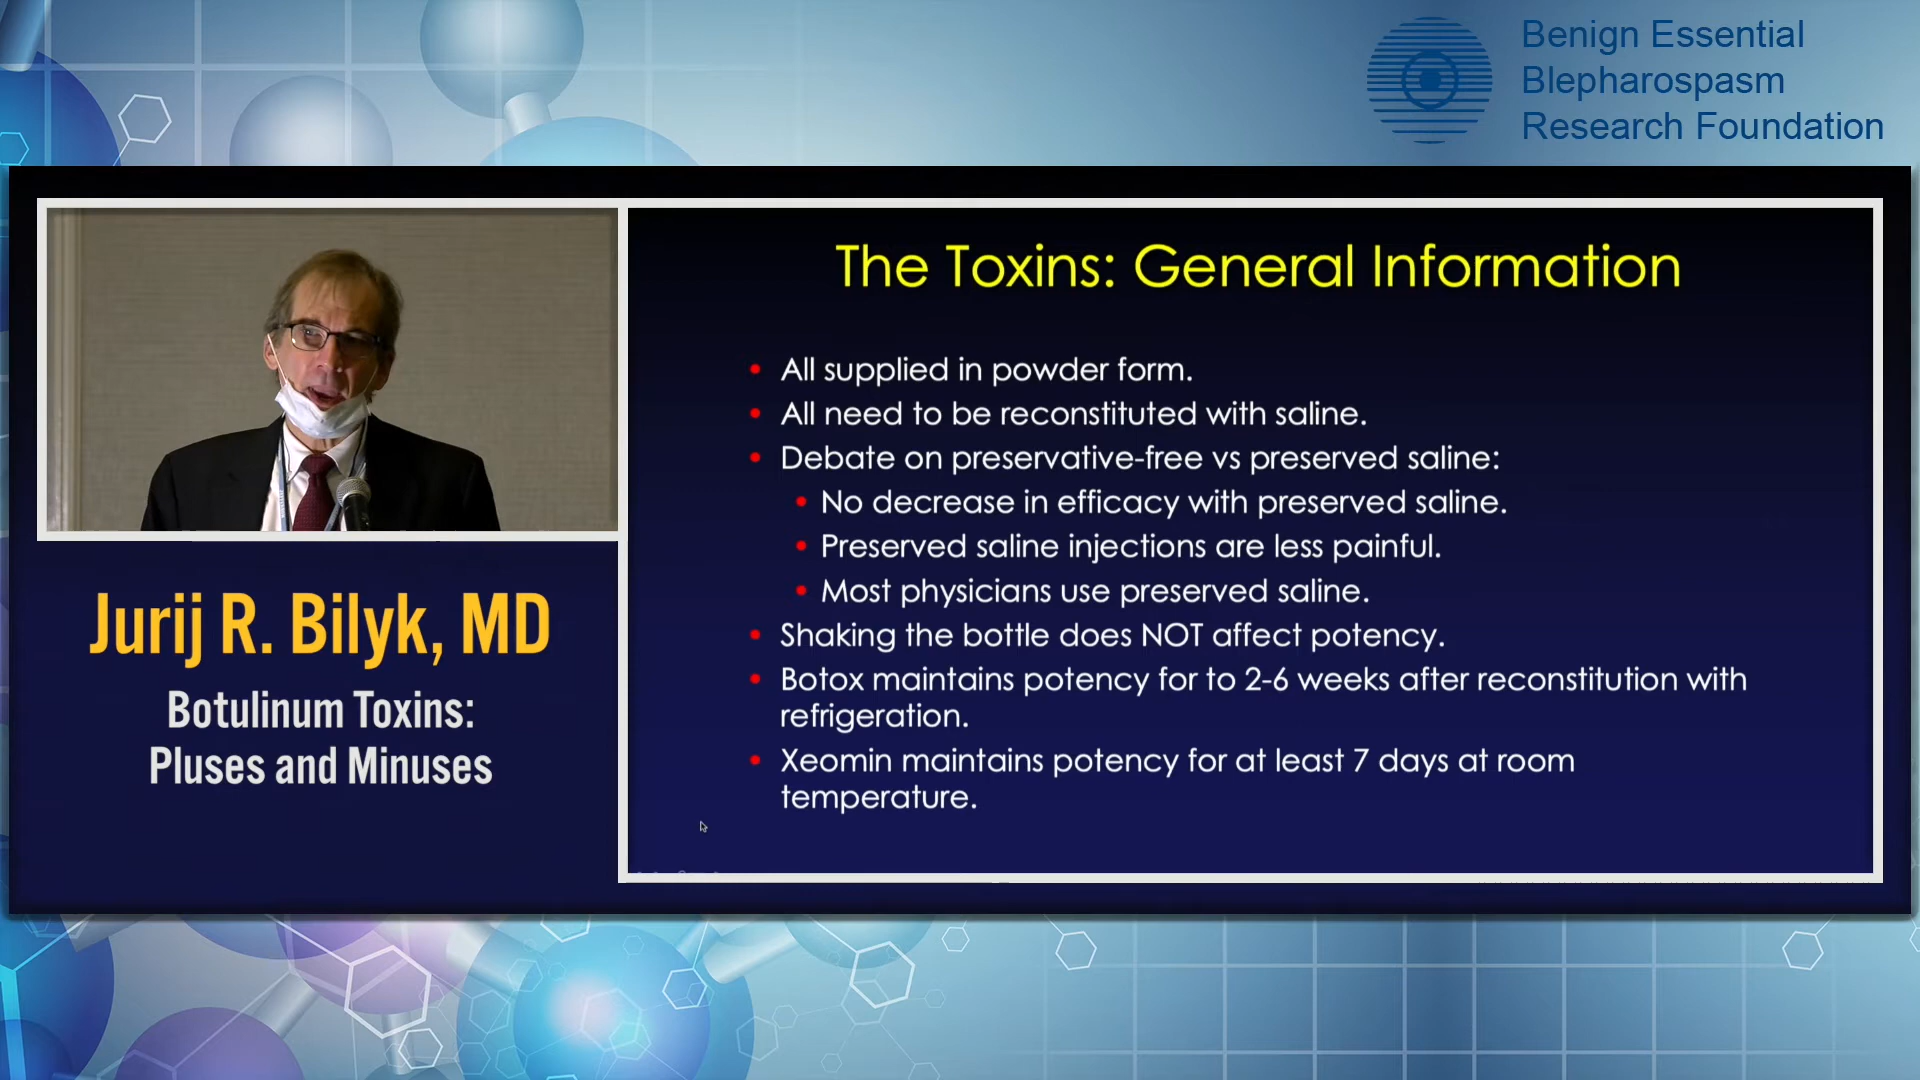 Benign Essential
Blepharospasm
Research Foundation
The Toxins: General Information
• All supplied in powder form.
• All need to be reconstituted with saline.
• Debate on preservative-free vs preserved saline:
• No decrease in efficacy with preserved saline.
• Preserved saline injections are less painful.
• Most physicians use preserved saline.
• Shaking the bottle does NOT affect potency.
• Botox maintains potency for to 2-6 weeks after reconstitution with
refrigeration.
• Xeomin maintains potency for at least 7 days at room
temperature.
Jurij R. Bilyk, MD
Botulinum Toxins:
Pluses and Minuses